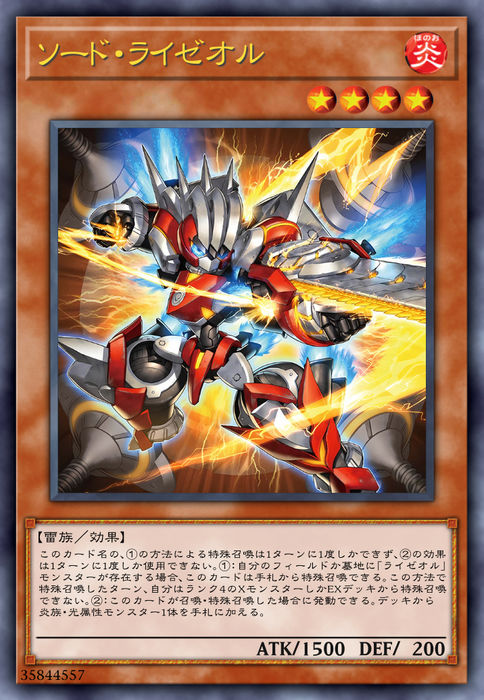 ソード・ライゼオル
ほのお
炎
【雷族／効果】
このカード名の、①の方法による特殊召喚は1ターンに1度しかできず、②の効果
は1ターンに1度しか使用できない。①：自分のフィールドか墓地に「ライゼオル」
モンスターが存在する場合、このカードは手札から特殊召喚できる。この方法で
特殊召喚したターン、自分はランク4のXモンスターしかEXデッキから特殊召喚
できない。②：このカードが召喚・特殊召喚した場合に発動できる。デッキから
炎族・光属性モンスター1体を手札に加える。
ATK/1500 DEF/ 200
35844557